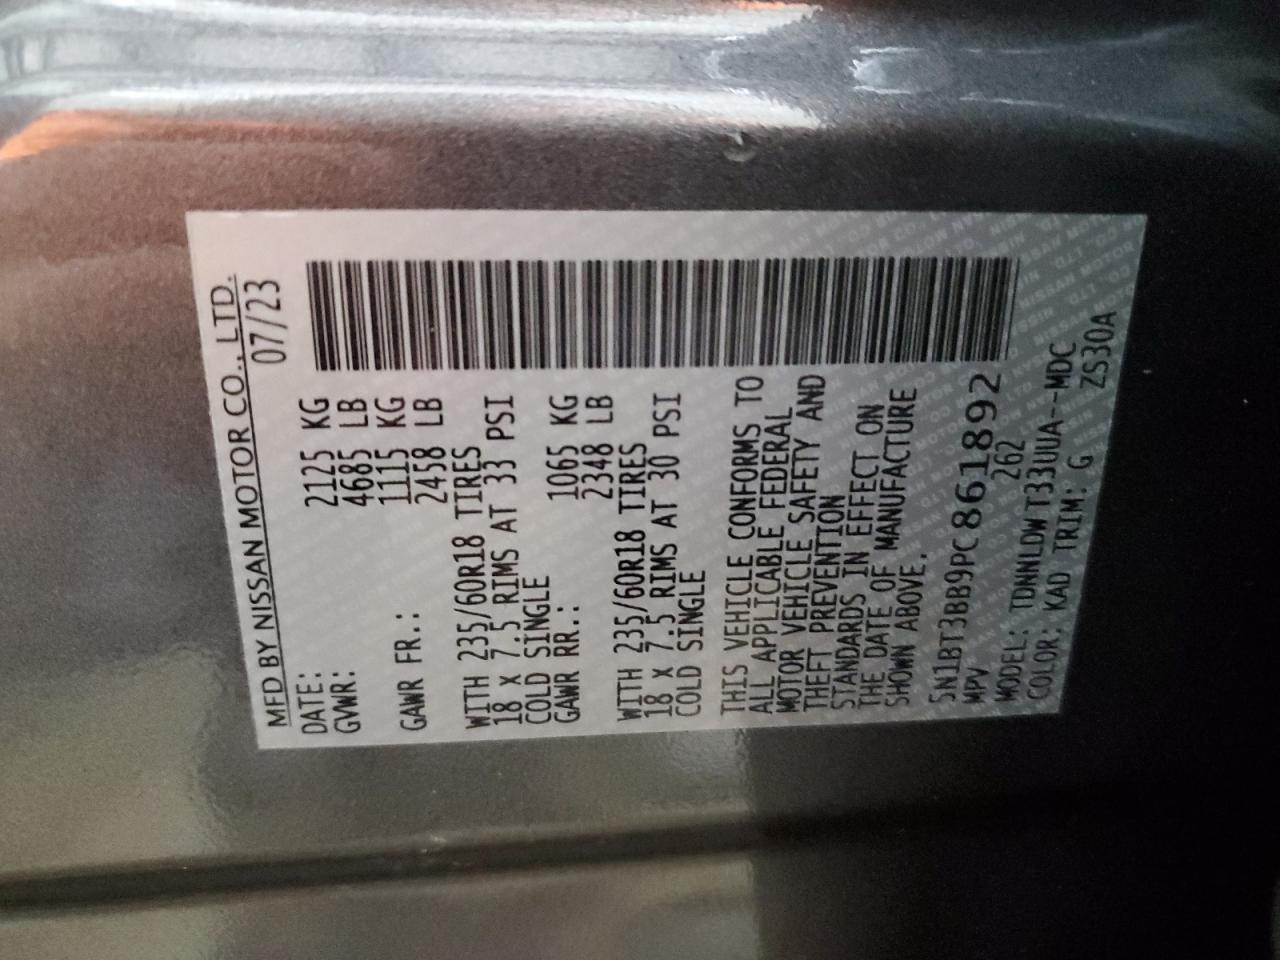 MFD BY NISSAN MOTOR CO., LTD.
DATE: 07/23
GVWR: 2125 KG
4685 LB
GAWR FR.: 1115 KG
2458 LB
WITH 235/60R18 TIRES
18 X 7.5 RIMS AT 33 PSI
COLD SINGLE
GAWR RR.: 1065 KG
2348 LB
WITH 235/60R18 TIRES
18 X 7.5 RIMS AT 30 PSI
COLD SINGLE
THIS VEHICLE CONFORMS TO
ALL APPLICABLE FEDERAL
MOTOR VEHICLE SAFETY AND
THEFT PREVENTION
STANDARDS IN EFFECT ON
THE DATE OF MANUFACTURE
SHOWN ABOVE.
5N1BT3BB9PC861892
MPV 262
MODEL: TDNNLDWT33UUA--MDC
COLOR: KAD TRIM: G ZS30A